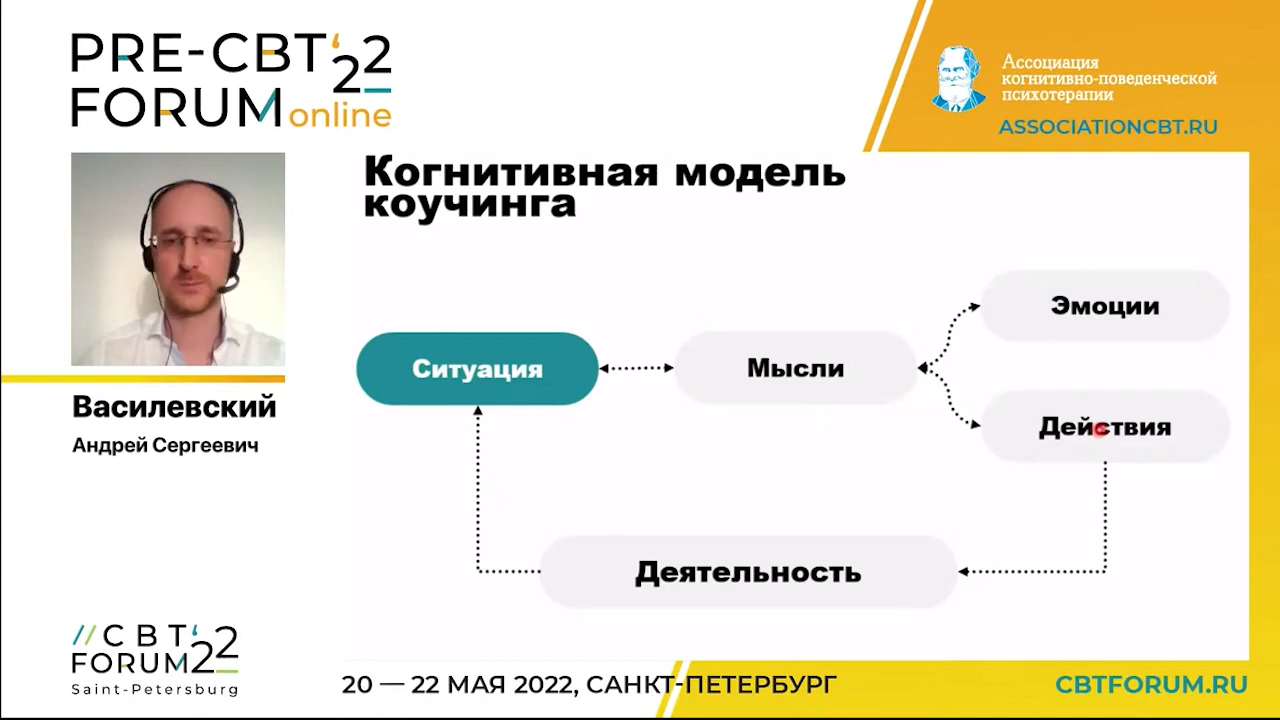 PRE-CBT'22
FORUM online
Ассоциация
когнитивно-поведенческой
психотерапии
ASSOCIATIONCBT.RU
Когнитивная модель
коучинга
Эмоции
Ситуация
Мысли
Действия
Деятельность
Василевский
Андрей Сергеевич
//CBT'22
FORUM
Saint-Petersburg
20 — 22 МАЯ 2022, САНКТ-ПЕТЕРБУРГ
CBTFORUM.RU